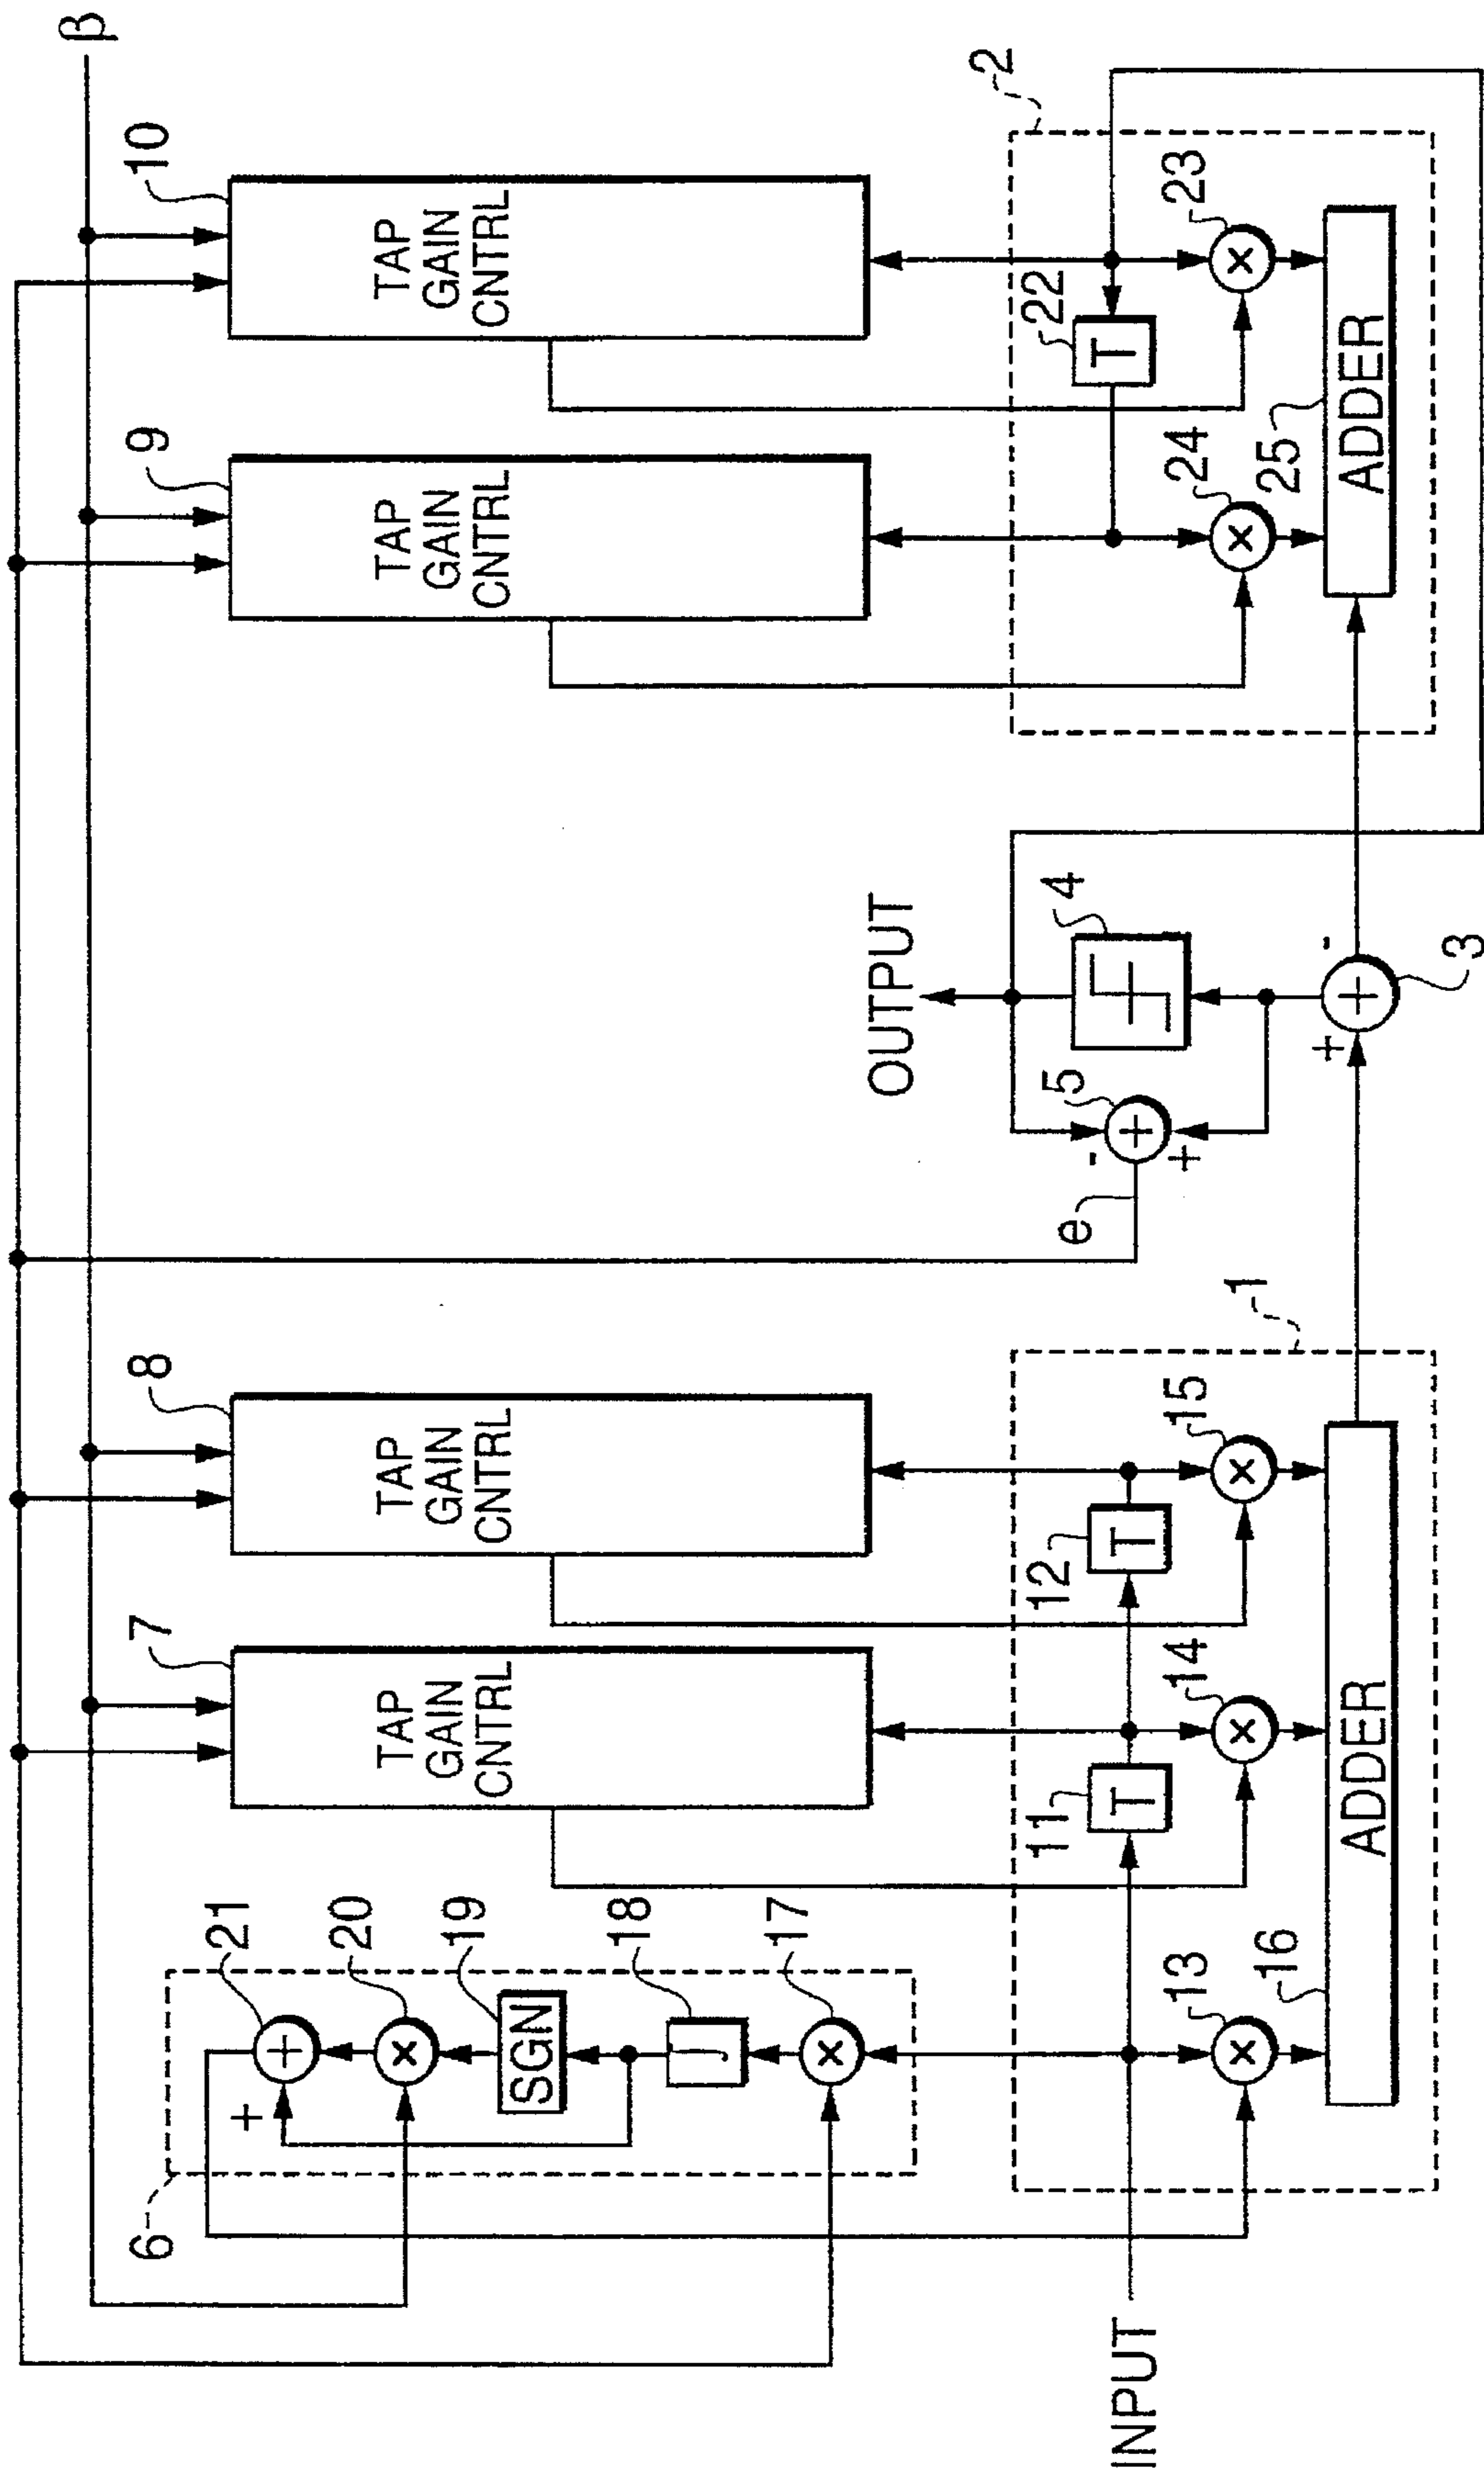 β
10
TAP
GAIN
CNTRL
9
TAP
GAIN
CNTRL
8
TAP
GAIN
CNTRL
7
TAP
GAIN
CNTRL
6
21
+
20
×
19
SGN
18
∫
17
×
+
2
22
T
23
×
24
×
25
ADDER
OUTPUT
4
5
+
-
+
e
3
+
-
+
1
12
T
15
×
11
T
14
×
13
×
16
ADDER
INPUT